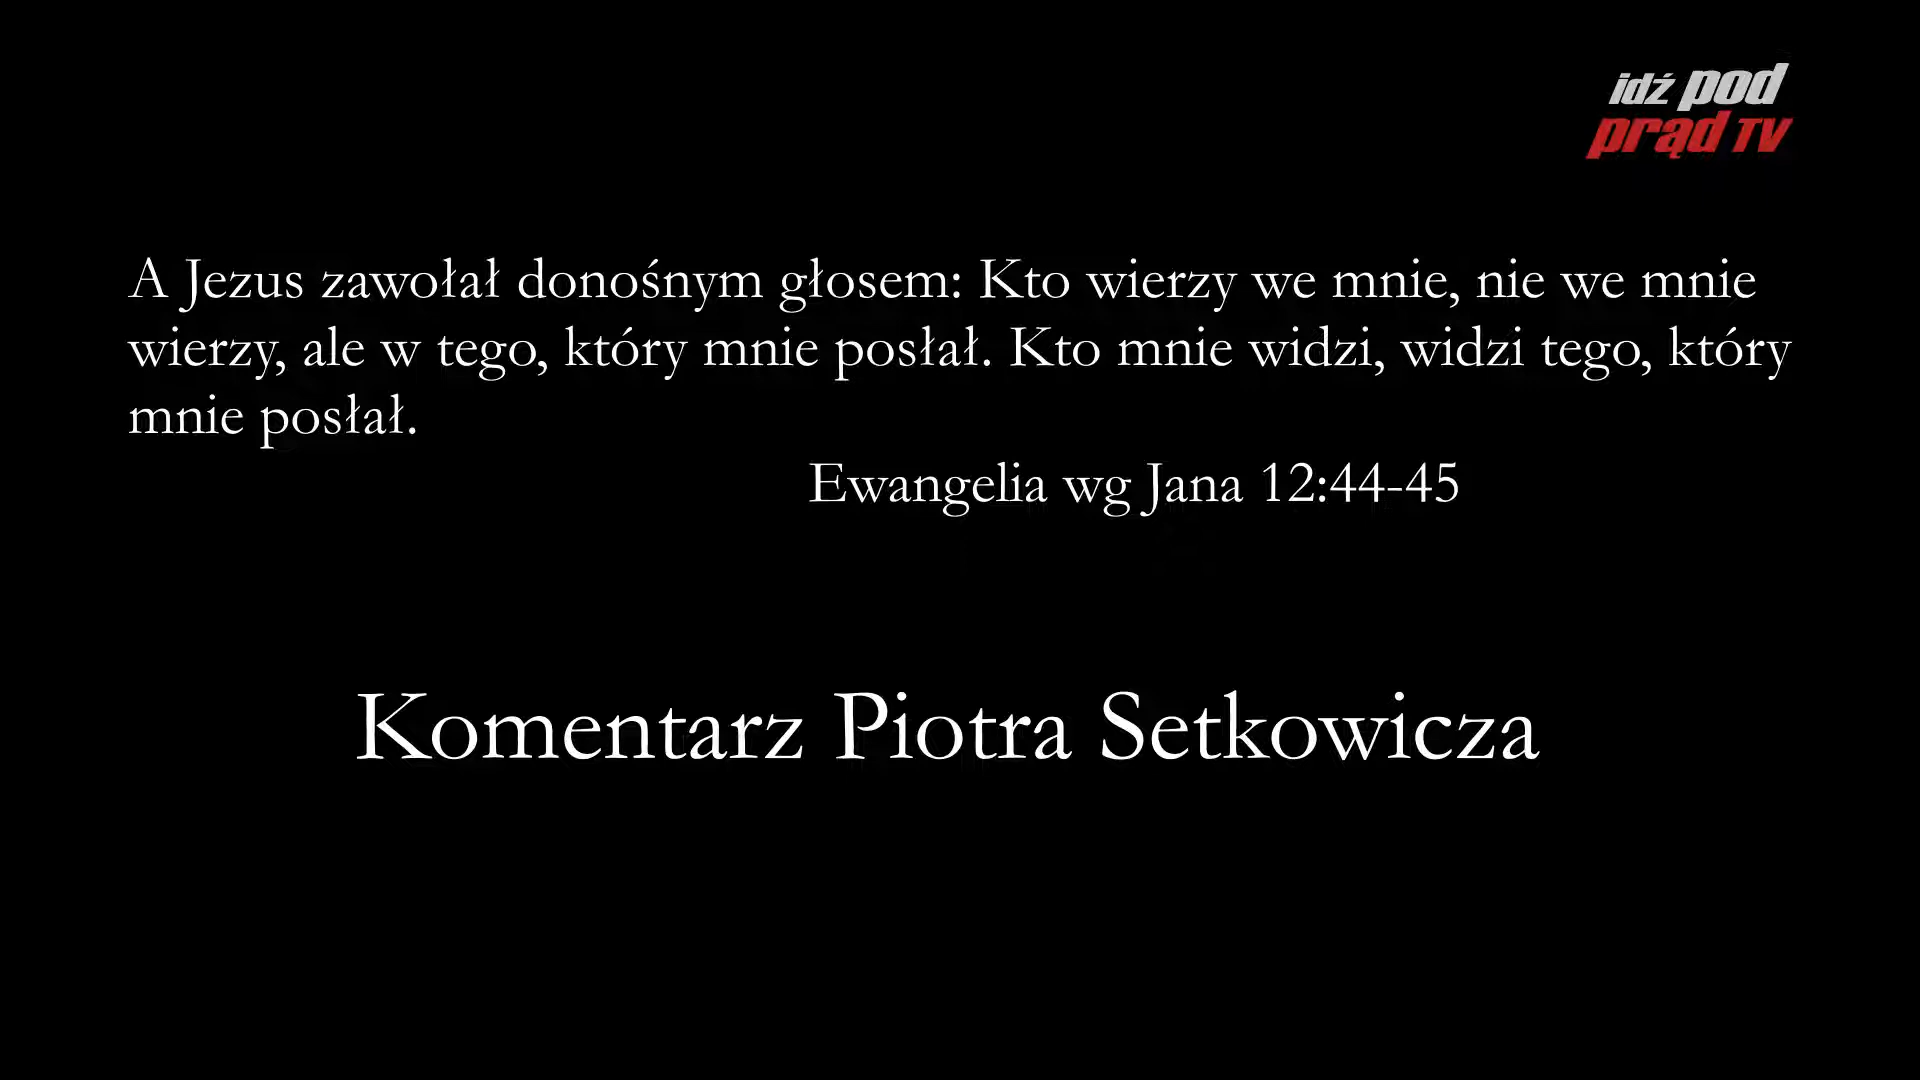 idź pod
prąd TV
A Jezus zawołał donośnym głosem: Kto wierzy we mnie, nie we mnie
wierzy, ale w tego, który mnie posłał. Kto mnie widzi, widzi tego, który
mnie posłał.
Ewangelia wg Jana 12:44-45
Komentarz Piotra Setkowicza